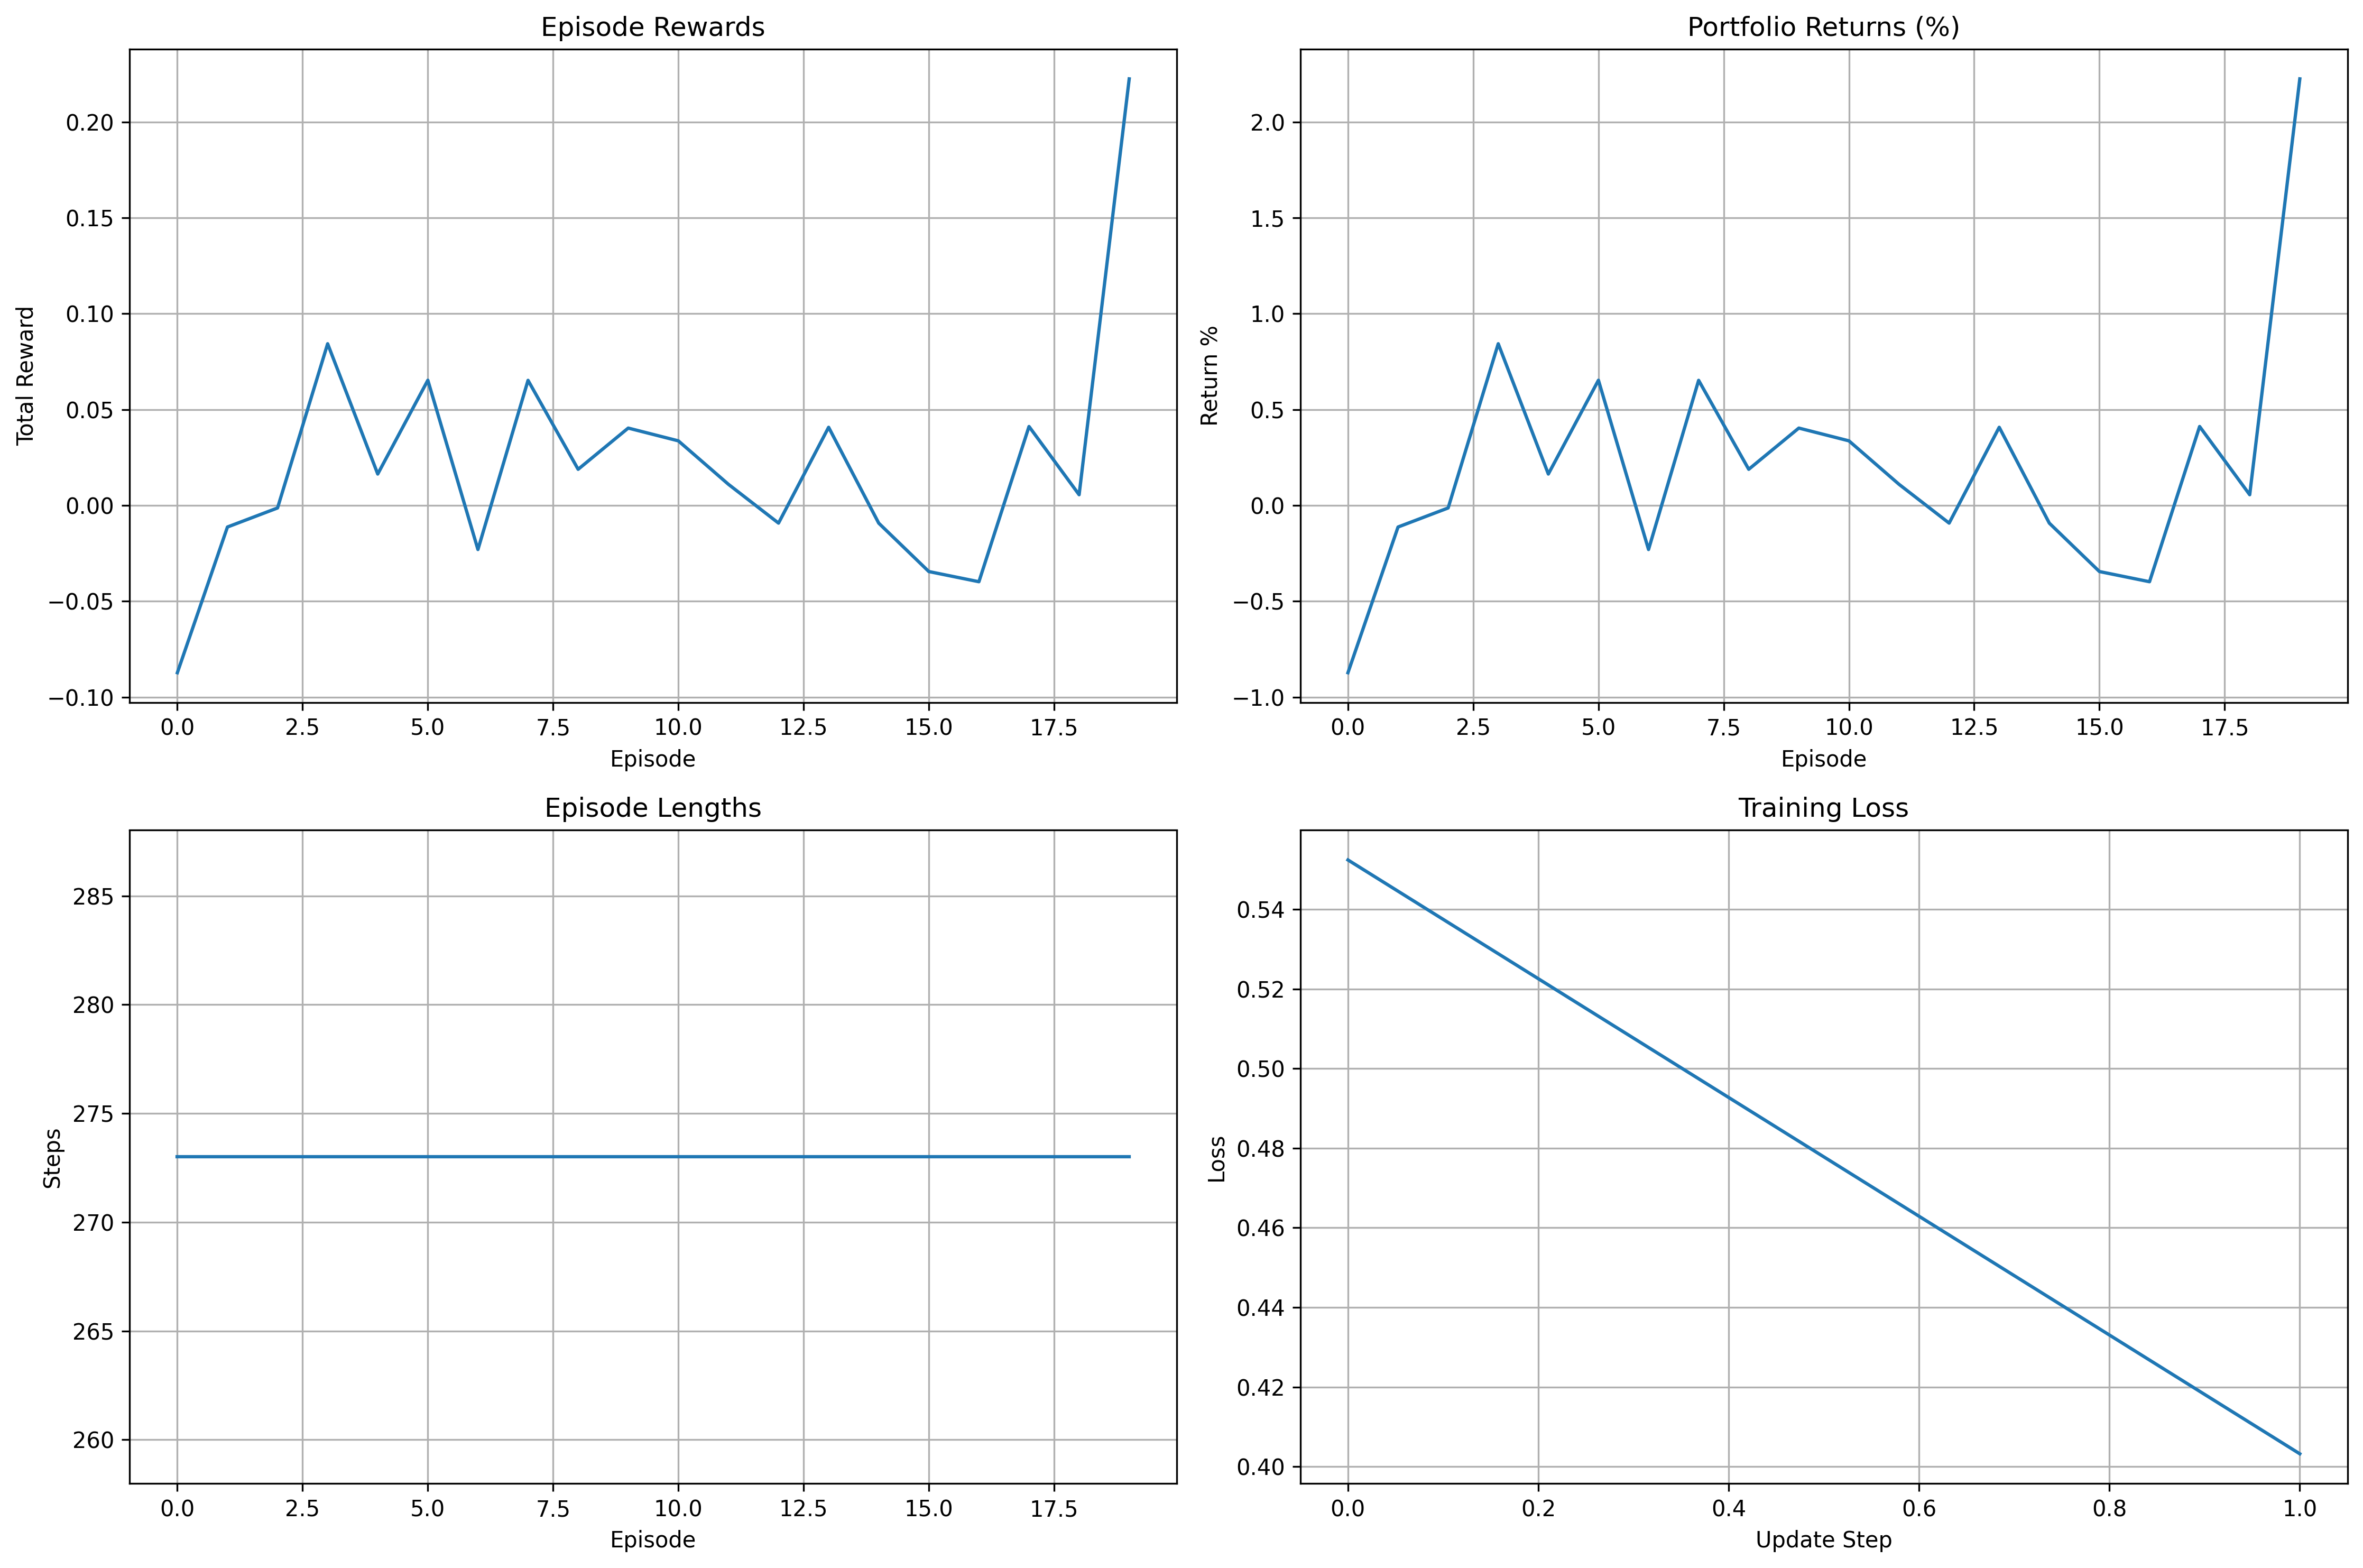 Episode Rewards
Total Reward
0.20
0.15
0.10
0.05
0.00
−0.05
−0.10
0.0 2.5 5.0 7.5 10.0 12.5 15.0 17.5
Episode
Portfolio Returns (%)
Return %
2.0
1.5
1.0
0.5
0.0
−0.5
−1.0
0.0 2.5 5.0 7.5 10.0 12.5 15.0 17.5
Episode
Episode Lengths
Steps
285
280
275
270
265
260
0.0 2.5 5.0 7.5 10.0 12.5 15.0 17.5
Episode
Training Loss
Loss
0.54
0.52
0.50
0.48
0.46
0.44
0.42
0.40
0.0 0.2 0.4 0.6 0.8 1.0
Update Step